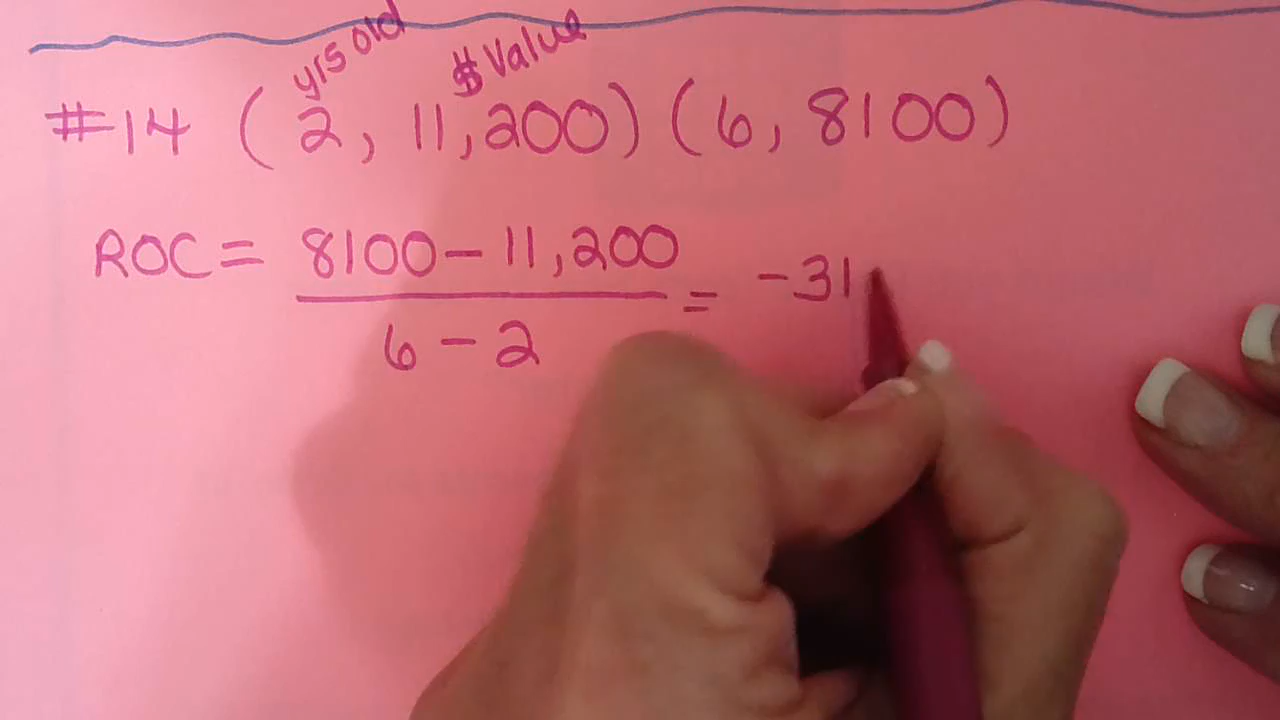 yrs old $ Value
#14 (2, 11,200) (6, 8100)
ROC = 8100 - 11,200 = -31
6 - 2